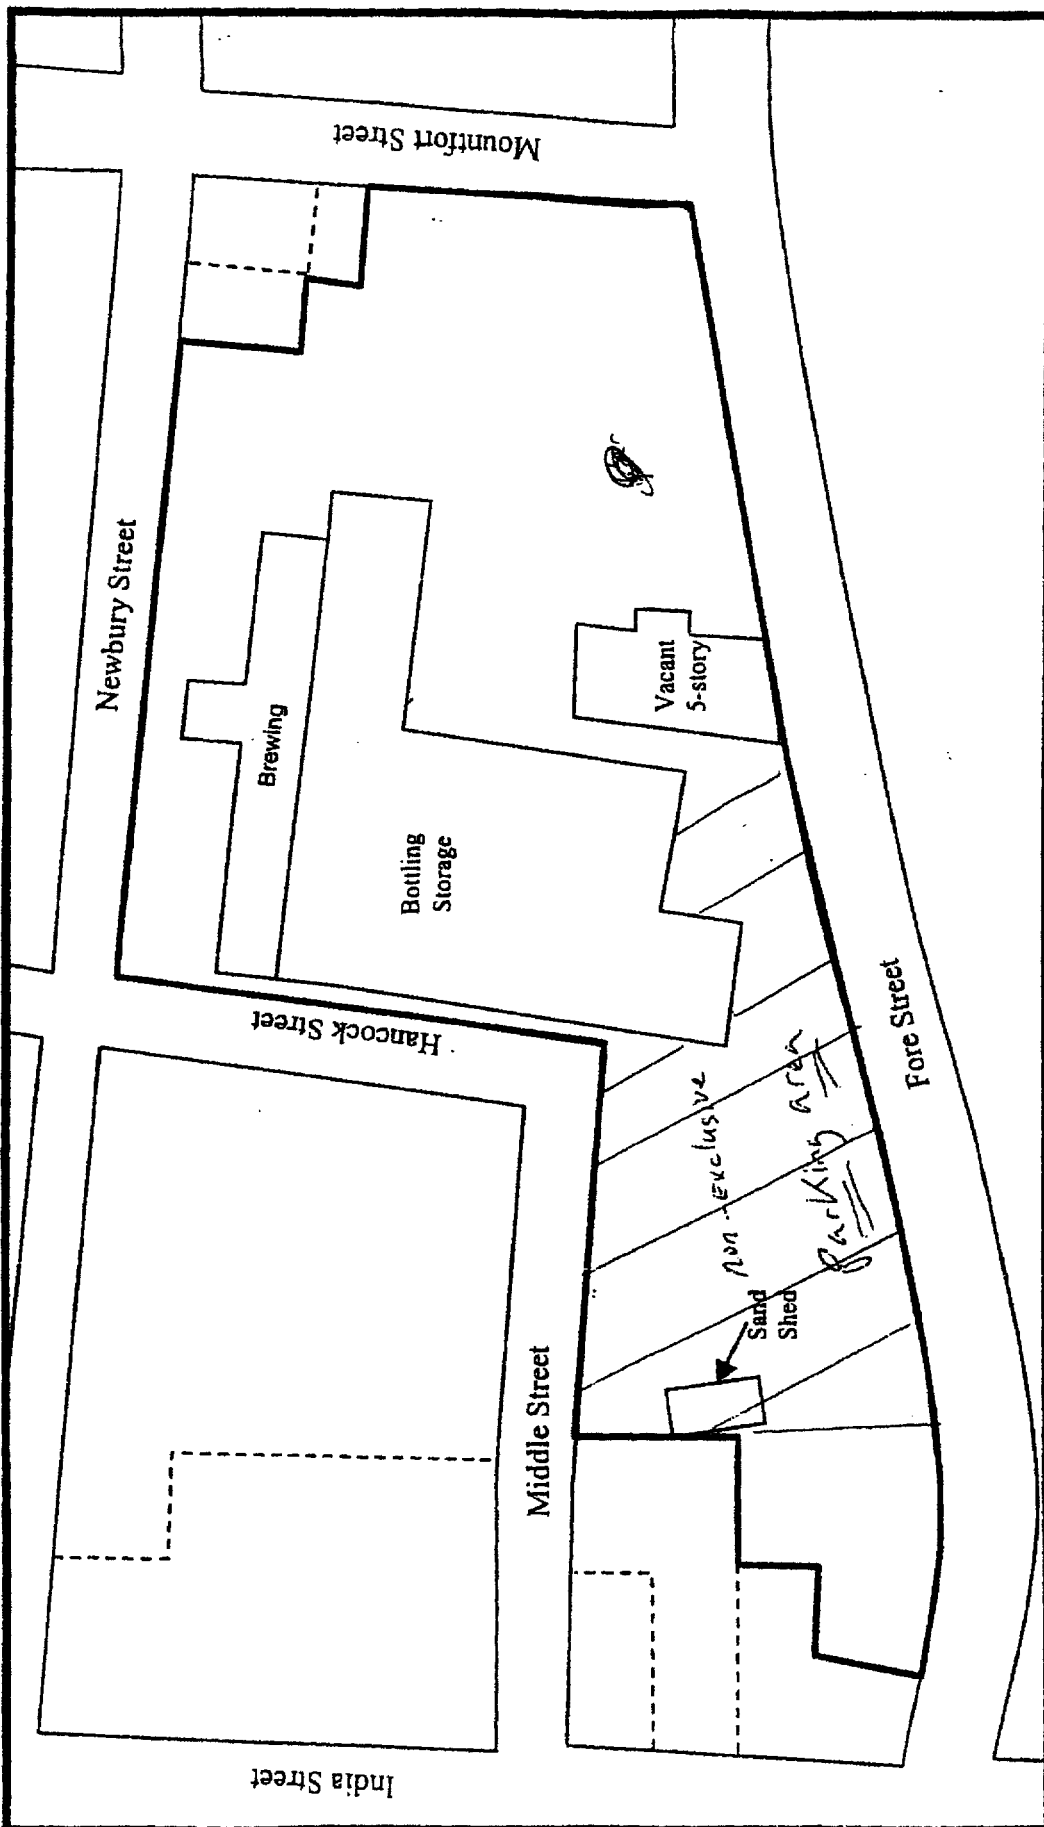 Mountfort Street
Newbury Street
Brewing
Vacant
5-story
Bottling
Storage
Hancock Street
Fore Street
non-exclusive
Parking area
Sand
Shed
Middle Street
India Street